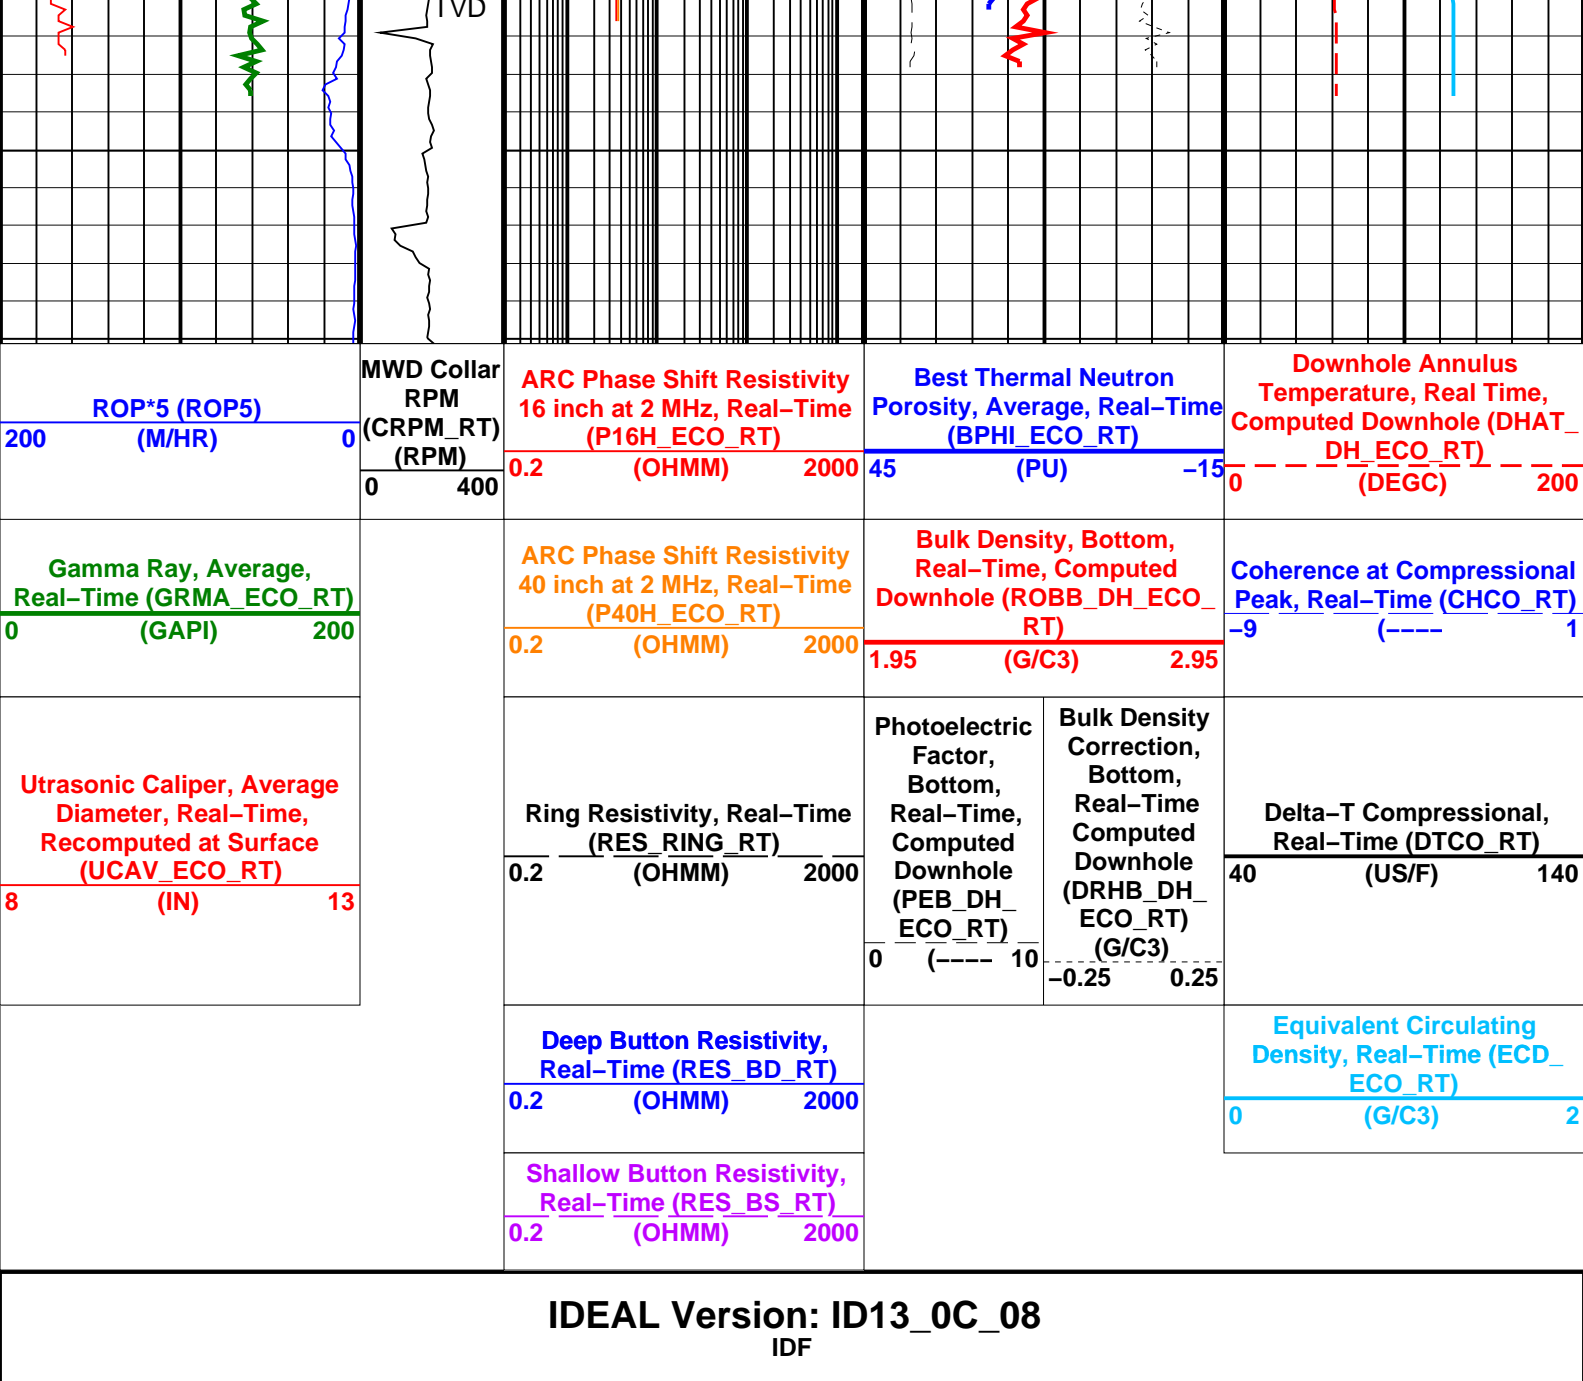 TVD
ROP*5 (ROP5)
200 (M/HR) 0
MWD Collar
RPM
(CRPM_RT)
(RPM)
0 400
ARC Phase Shift Resistivity
16 inch at 2 MHz, Real-Time
(P16H_ECO_RT)
0.2 (OHMM) 2000
Best Thermal Neutron
Porosity, Average, Real-Time
(BPHI_ECO_RT)
45 (PU) -15
Downhole Annulus
Temperature, Real Time,
Computed Downhole (DHAT_
DH_ECO_RT)
0 (DEGC) 200
Gamma Ray, Average,
Real-Time (GRMA_ECO_RT)
0 (GAPI) 200
ARC Phase Shift Resistivity
40 inch at 2 MHz, Real-Time
(P40H_ECO_RT)
0.2 (OHMM) 2000
Bulk Density, Bottom,
Real-Time, Computed
Downhole (ROBB_DH_ECO_
RT)
1.95 (G/C3) 2.95
Coherence at Compressional
Peak, Real-Time (CHCO_RT)
-9 (---- 1
Utrasonic Caliper, Average
Diameter, Real-Time,
Recomputed at Surface
(UCAV_ECO_RT)
8 (IN) 13
Ring Resistivity, Real-Time
(RES_RING_RT)
0.2 (OHMM) 2000
Photoelectric
Factor,
Bottom,
Real-Time,
Computed
Downhole
(PEB_DH_
ECO_RT)
0 (---- 10
Bulk Density
Correction,
Bottom,
Real-Time
Computed
Downhole
(DRHB_DH_
ECO_RT)
(G/C3)
-0.25 0.25
Delta-T Compressional,
Real-Time (DTCO_RT)
40 (US/F) 140
Deep Button Resistivity,
Real-Time (RES_BD_RT)
0.2 (OHMM) 2000
Equivalent Circulating
Density, Real-Time (ECD_
ECO_RT)
0 (G/C3) 2
Shallow Button Resistivity,
Real-Time (RES_BS_RT)
0.2 (OHMM) 2000
IDEAL Version: ID13_0C_08
IDF